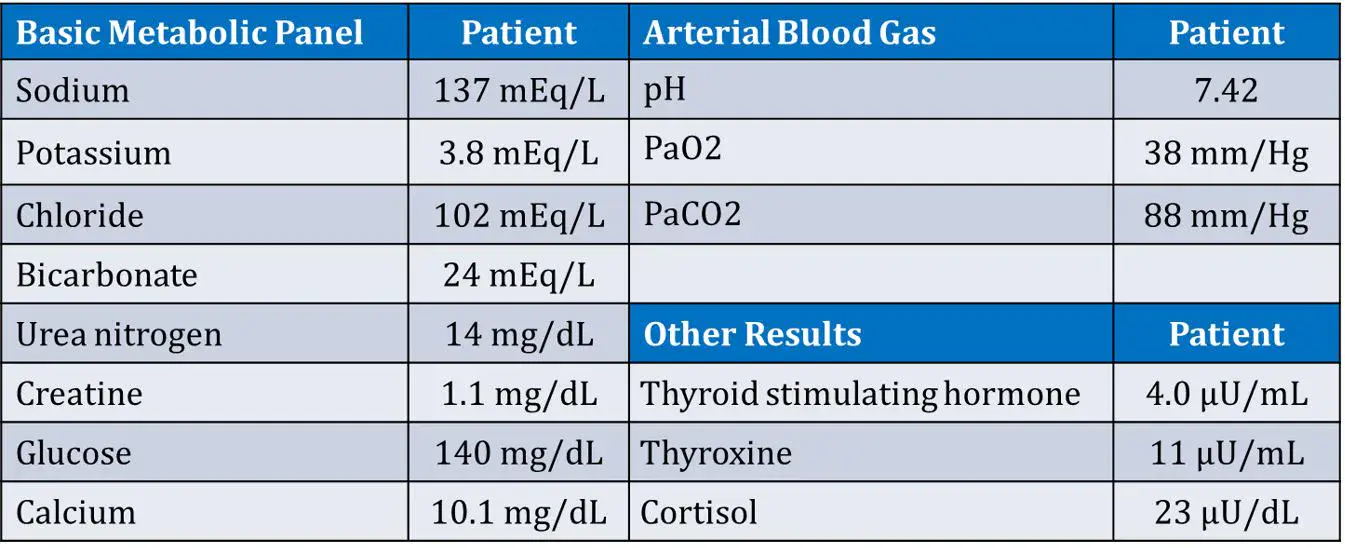 Basic Metabolic Panel Patient Arterial Blood Gas Patient
Sodium 137 mEq/L pH 7.42
Potassium 3.8 mEq/L PaO2 38 mm/Hg
Chloride 102 mEq/L PaCO2 88 mm/Hg
Bicarbonate 24 mEq/L
Urea nitrogen 14 mg/dL Other Results Patient
Creatine 1.1 mg/dL Thyroid stimulating hormone 4.0 μU/mL
Glucose 140 mg/dL Thyroxine 11 μU/mL
Calcium 10.1 mg/dL Cortisol 23 μU/dL